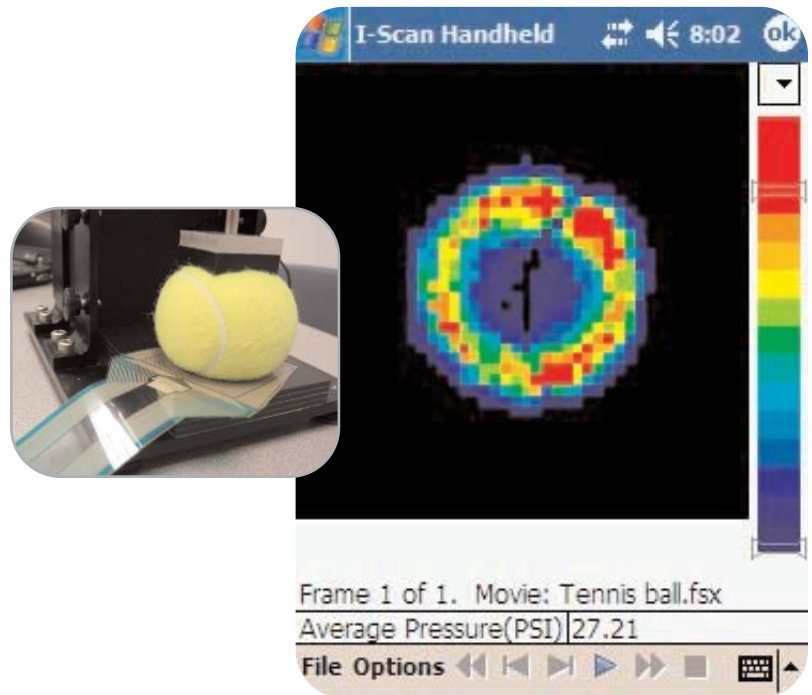 I-Scan Handheld 8:02 ok
Frame 1 of 1. Movie: Tennis ball.fsx
Average Pressure(PSI) 27.21
File Options